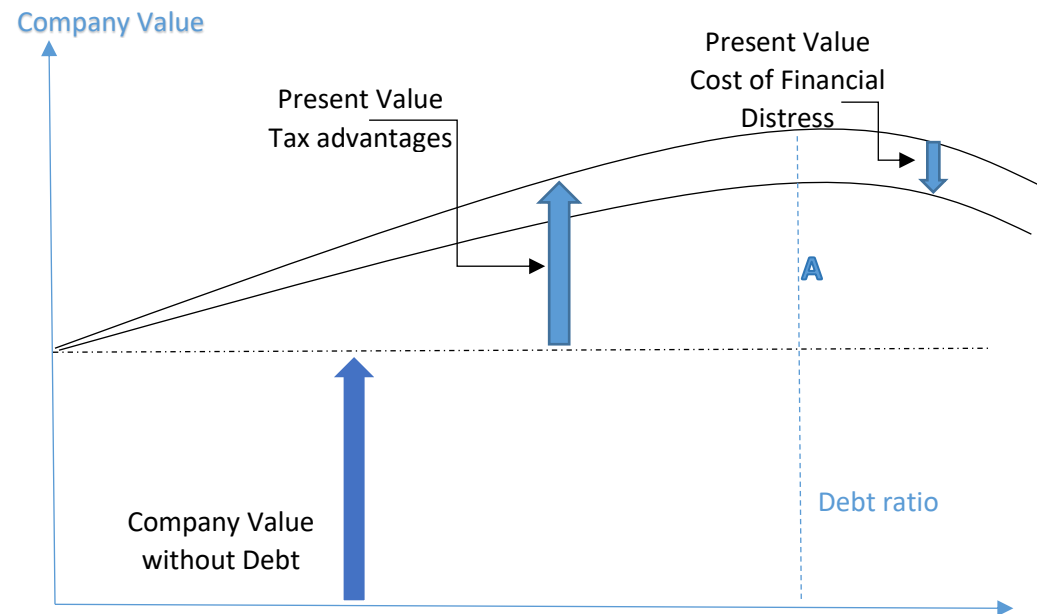 Company Value
Present Value
Cost of Financial
Distress
Present Value
Tax advantages
A
Debt ratio
Company Value
without Debt